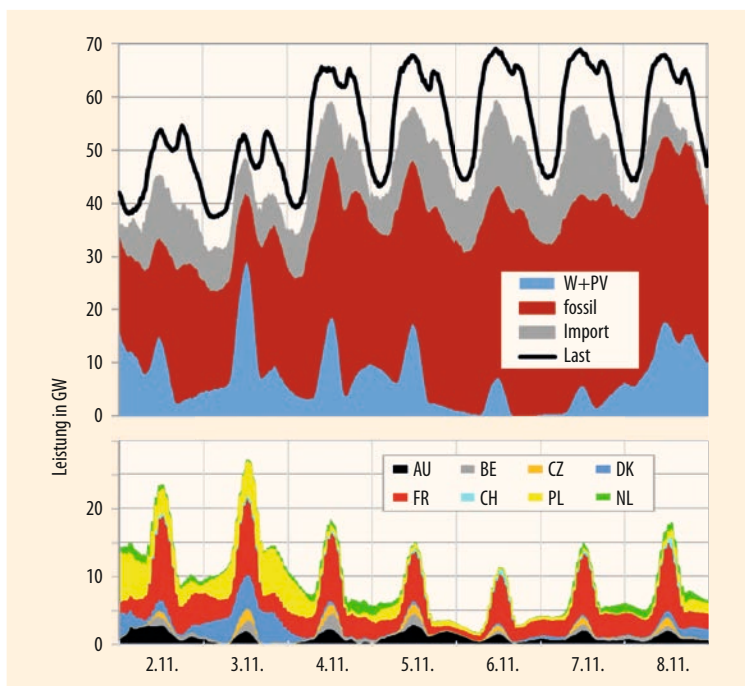 70
60
50
40
30
20
10
0
W+PV
fossil
Import
Last
Leistung in GW
20
10
0
AU BE CZ DK
FR CH PL NL
2.11. 3.11. 4.11. 5.11. 6.11. 7.11. 8.11.